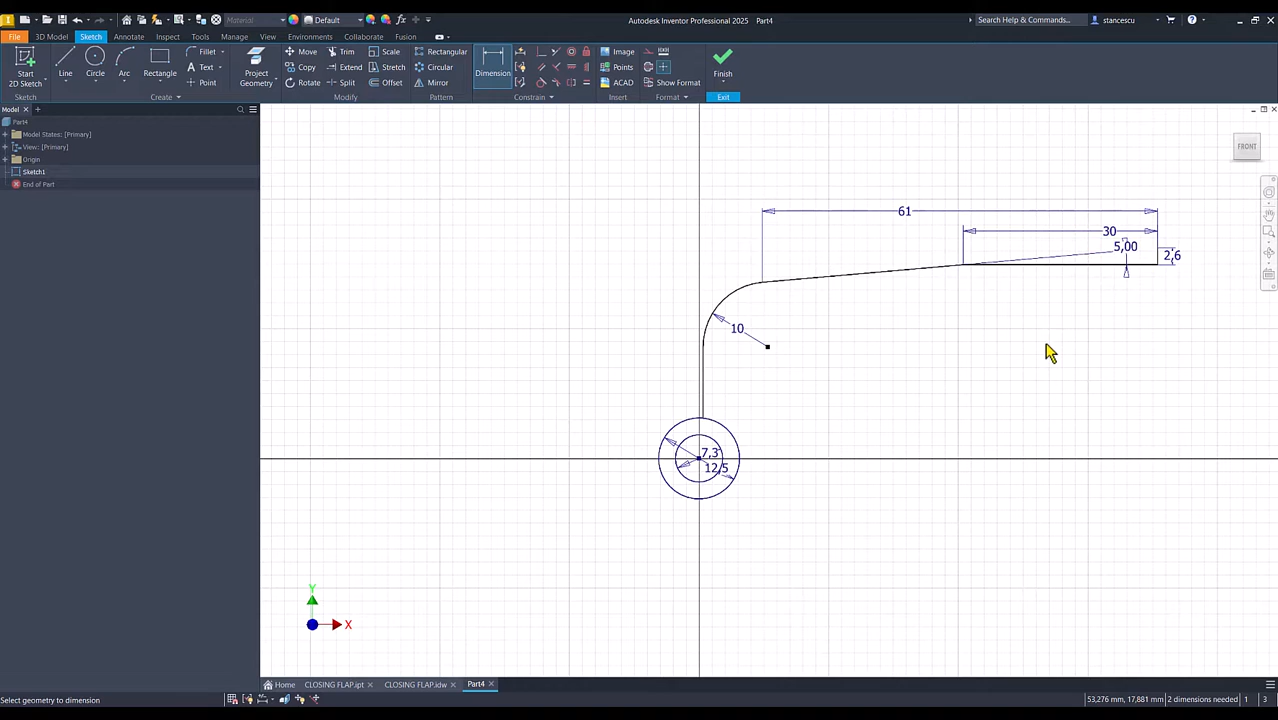 Material
Default
Autodesk Inventor Professional 2025 Part4
Search Help & Commands...
stancescu
File 3D Model Sketch Annotate Inspect Tools Manage View Environments Collaborate Fusion
Start
2D Sketch
Line
Circle
Arc
Rectangle
Fillet
Text
Point
Project
Geometry
Move
Copy
Rotate
Trim
Extend
Split
Scale
Stretch
Offset
Rectangular
Circular
Mirror
Dimension
Image
Points
ACAD
Show Format
Finish
Sketch
Create
Modify
Pattern
Constrain
Insert
Format
Exit
Model
Part4
Model States: [Primary]
View: [Primary]
Origin
Sketch1
End of Part
FRONT
61
30
5,00
2,6
10
7,3
12,5
Y
X
Home CLOSING FLAP.ipt CLOSING FLAP.idw Part4
Select geometry to dimension
53,276 mm, 17,881 mm 2 dimensions needed 1 3